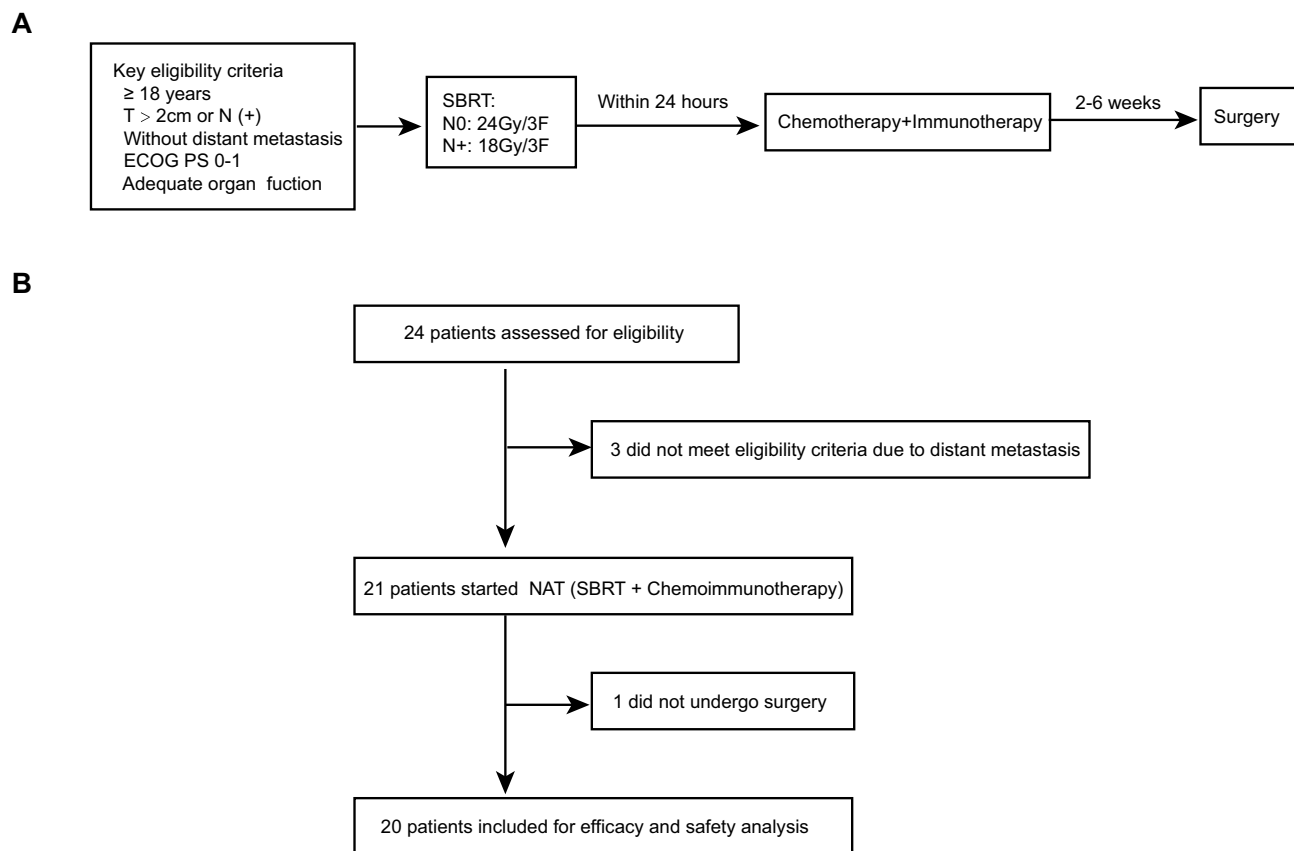 A
Key eligibility criteria
≥ 18 years
T > 2cm or N (+)
Without distant metastasis
ECOG PS 0-1
Adequate organ fuction
SBRT:
N0: 24Gy/3F
N+: 18Gy/3F
Within 24 hours
Chemotherapy+Immunotherapy
2-6 weeks
Surgery
B
24 patients assessed for eligibility
3 did not meet eligibility criteria due to distant metastasis
21 patients started NAT (SBRT + Chemoimmunotherapy)
1 did not undergo surgery
20 patients included for efficacy and safety analysis